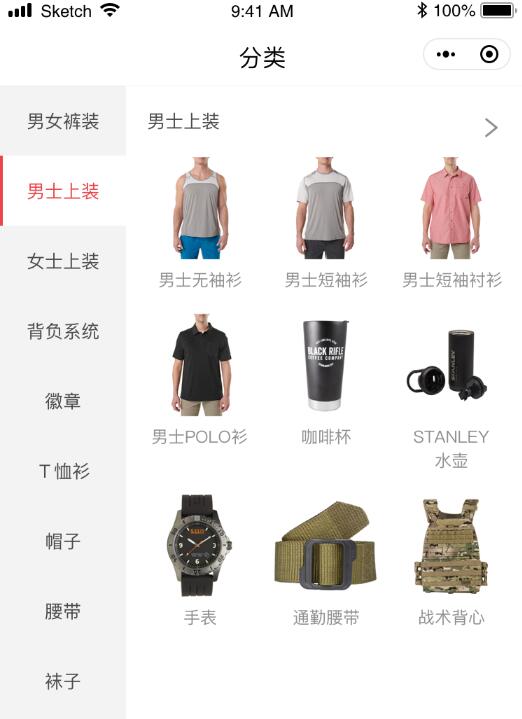 Sketch
9:41 AM
100%
分类
男女裤装
男士上装
女士上装
背负系统
徽章
T恤衫
帽子
腰带
袜子
男士上装
男士无袖衫
男士短袖衫
男士短袖衬衫
男士POLO衫
BLACK RIFLE
COFFEE COMPANY
咖啡杯
STANLEY
STANLEY
水壶
手表
通勤腰带
战术背心